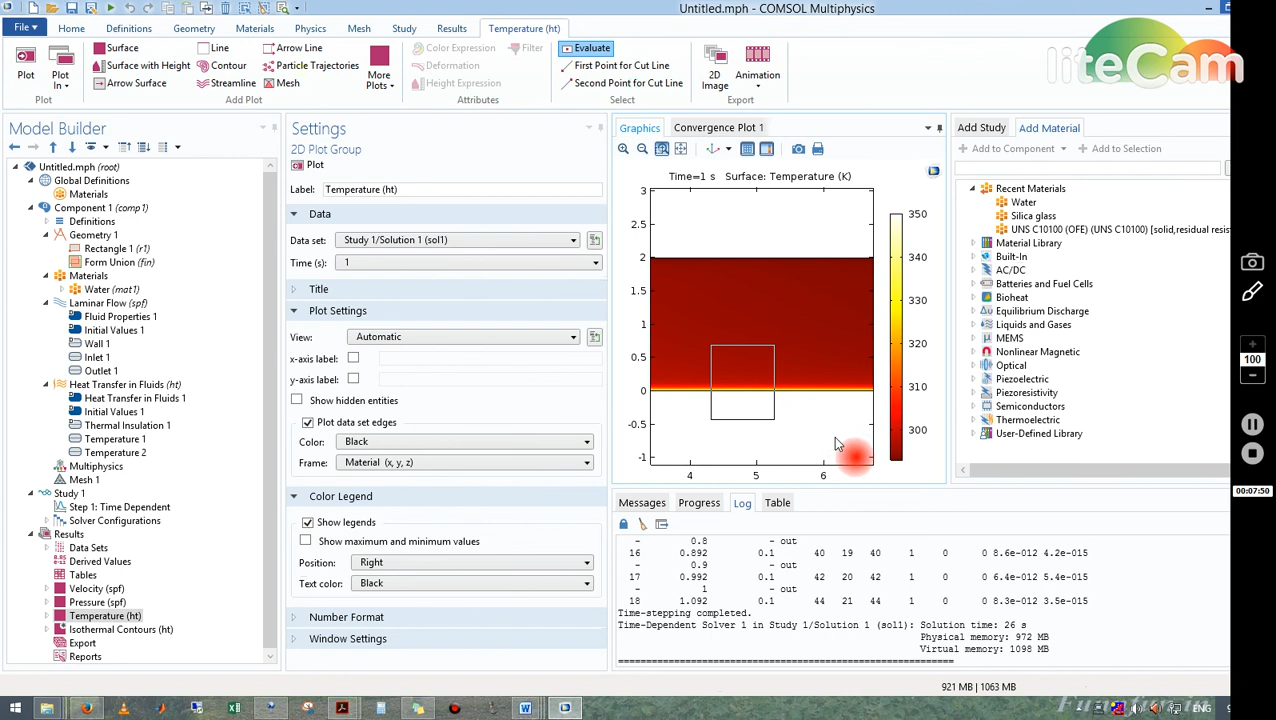 Untitled.mph - COMSOL Multiphysics
File
Home
Definitions
Geometry
Materials
Physics
Mesh
Study
Results
Temperature (ht)
liteCam
Plot
Plot
In
Surface
Surface with Height
Arrow Surface
Line
Contour
Streamline
Arrow Line
Particle Trajectories
Mesh
More
Plots
Color Expression
Deformation
Height Expression
Filter
Evaluate
First Point for Cut Line
Second Point for Cut Line
2D
Image
Animation
Plot
Add Plot
Attributes
Select
Export
Model Builder
Untitled.mph (root)
Global Definitions
Materials
Component 1 (comp1)
Definitions
Geometry 1
Rectangle 1 (r1)
Form Union (fin)
Materials
Water (mat1)
Laminar Flow (spf)
Fluid Properties 1
Initial Values 1
Wall 1
Inlet 1
Outlet 1
Heat Transfer in Fluids (ht)
Heat Transfer in Fluids 1
Initial Values 1
Thermal Insulation 1
Temperature 1
Temperature 2
Multiphysics
Mesh 1
Study 1
Step 1: Time Dependent
Solver Configurations
Results
Data Sets
Derived Values
Tables
Velocity (spf)
Pressure (spf)
Temperature (ht)
Isothermal Contours (ht)
Export
Reports
Settings
2D Plot Group
Plot
Label: Temperature (ht)
Data
Data set: Study 1/Solution 1 (sol1)
Time (s): 1
Title
Plot Settings
View: Automatic
x-axis label:
y-axis label:
Show hidden entities
Plot data set edges
Color: Black
Frame: Material (x, y, z)
Color Legend
Show legends
Show maximum and minimum values
Position: Right
Text color: Black
Number Format
Window Settings
Graphics
Convergence Plot 1
Time=1 s Surface: Temperature (K)
3
2.5
2
1.5
1
0.5
0
-0.5
-1
4 5 6
350
340
330
320
310
300
Messages
Progress
Log
Table
- 0.8 - out
16 0.892 0.1 40 19 40 1 0 0 8.6e-012 4.2e-015
- 0.9 - out
17 0.992 0.1 42 20 42 1 0 0 6.4e-012 5.4e-015
- 1 - out
18 1.092 0.1 44 21 44 1 0 0 8.3e-012 3.5e-015
Time-stepping completed.
Time-Dependent Solver 1 in Study 1/Solution 1 (sol1): Solution time: 26 s
Physical memory: 972 MB
Virtual memory: 1098 MB
921 MB | 1063 MB
Add Study
Add Material
Add to Component
Add to Selection
Recent Materials
Water
Silica glass
UNS C10100 (OFE) (UNS C10100) [solid,residual resis
Material Library
Built-In
AC/DC
Batteries and Fuel Cells
Bioheat
Equilibrium Discharge
Liquids and Gases
MEMS
Nonlinear Magnetic
Piezoelectric
Piezoresistivity
Semiconductors
Thermoelectric
User-Defined Library
100
00:07:50
ENG